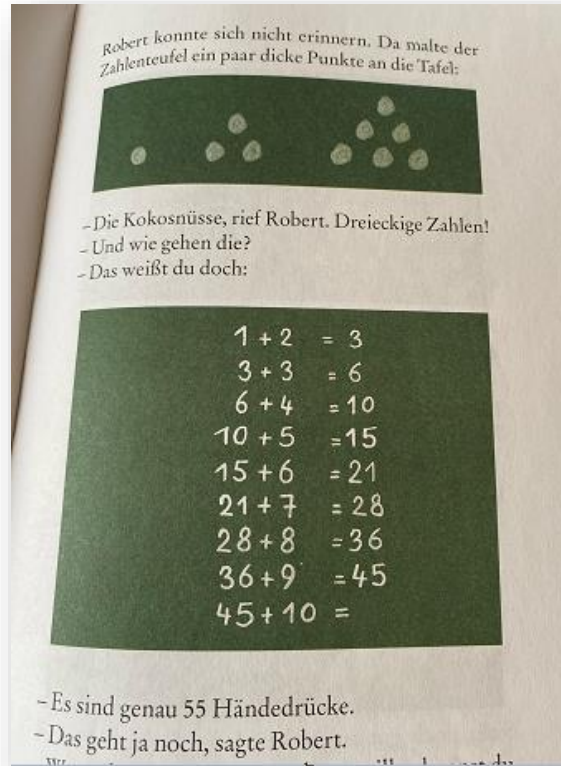 Robert konnte sich nicht erinnern. Da malte der
Zahlenteufel ein paar dicke Punkte an die Tafel:
– Die Kokosnüsse, rief Robert. Dreieckige Zahlen!
– Und wie gehen die?
– Das weißt du doch:
1 + 2 = 3
3 + 3 = 6
6 + 4 = 10
10 + 5 = 15
15 + 6 = 21
21 + 7 = 28
28 + 8 = 36
36 + 9 = 45
45 + 10 =
– Es sind genau 55 Händedrücke.
– Das geht ja noch, sagte Robert.